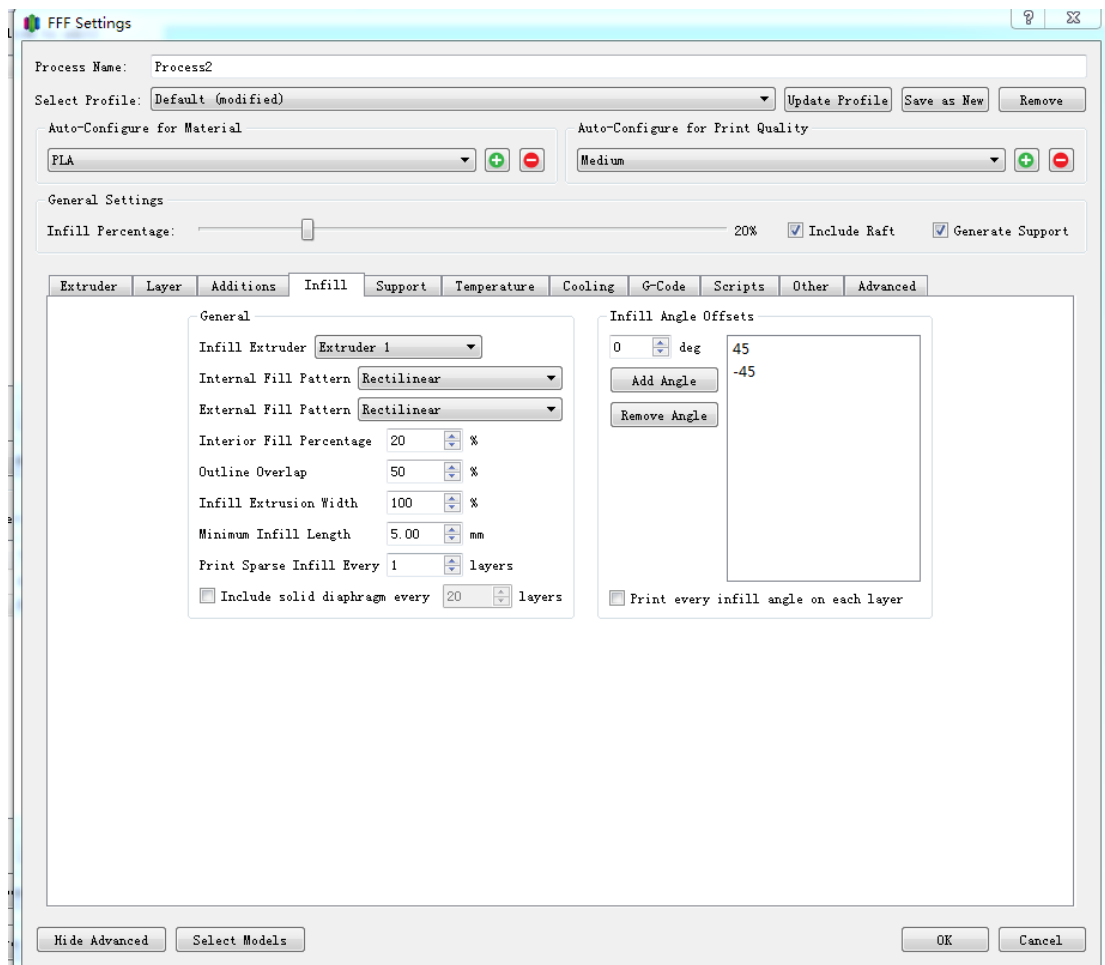 FFF Settings
Process Name: Process2
Select Profile: Default (modified) Update Profile Save as New Remove
Auto-Configure for Material Auto-Configure for Print Quality
PLA Medium
General Settings
Infill Percentage: 20% Include Raft Generate Support
Extruder Layer Additions Infill Support Temperature Cooling G-Code Scripts Other Advanced
General Infill Angle Offsets
Infill Extruder Extruder 1 0 deg 45
Internal Fill Pattern Rectilinear Add Angle -45
External Fill Pattern Rectilinear Remove Angle
Interior Fill Percentage 20 %
Outline Overlap 50 %
Infill Extrusion Width 100 %
Minimum Infill Length 5.00 mm
Print Sparse Infill Every 1 layers
Include solid diaphragm every 20 layers Print every infill angle on each layer
Hide Advanced Select Models OK Cancel